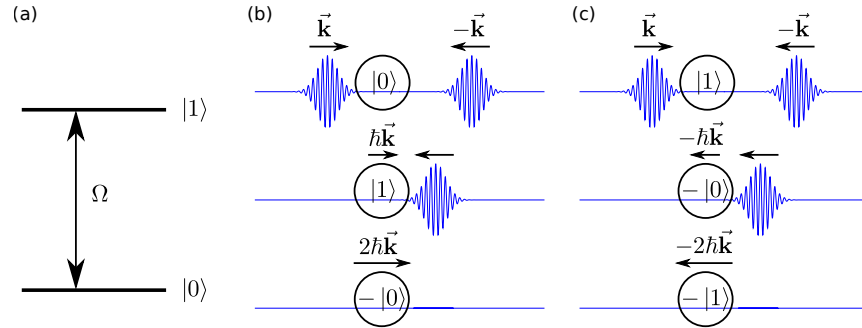 (a)
|1⟩
Ω
|0⟩
(b)
k⃗
−k⃗
|0⟩
ħk⃗
|1⟩
2ħk⃗
−|0⟩
(c)
k⃗
−k⃗
|1⟩
−ħk⃗
−|0⟩
−2ħk⃗
−|1⟩